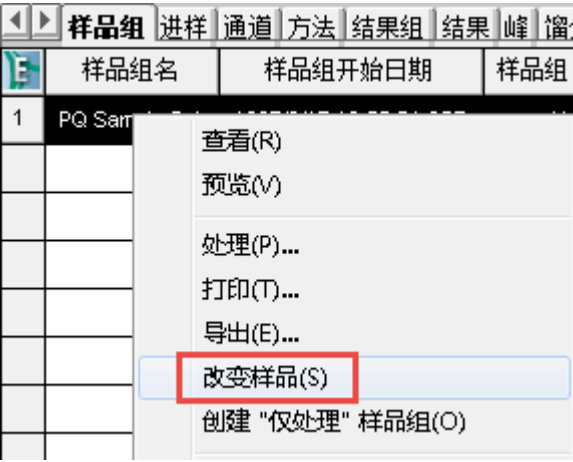 样品组 进样 通道 方法 结果组 结果 峰 馏
样品组名 样品组开始日期 样品组
1 PQ Sam
查看(R)
预览(V)
处理(P)...
打印(T)...
导出(E)...
改变样品(S)
创建 "仅处理" 样品组(O)